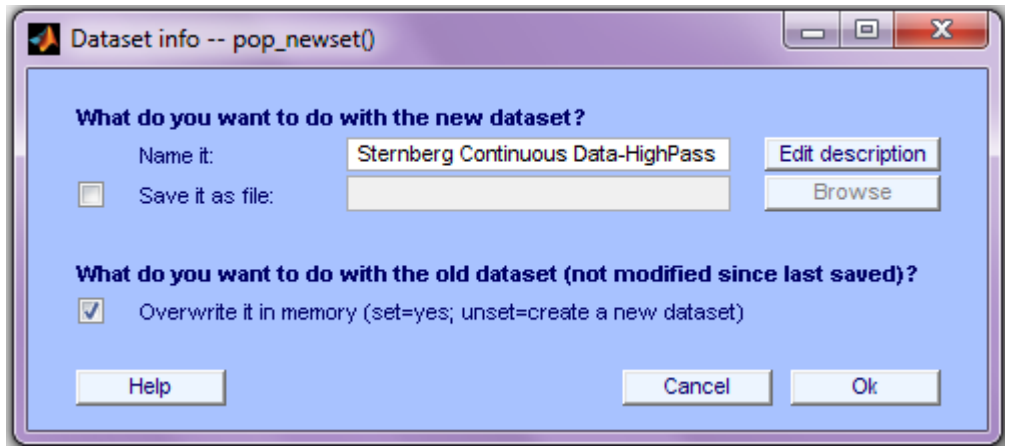 Dataset info -- pop_newset()
What do you want to do with the new dataset?
Name it: Sternberg Continuous Data-HighPass Edit description
Save it as file: Browse
What do you want to do with the old dataset (not modified since last saved)?
Overwrite it in memory (set=yes; unset=create a new dataset)
Help Cancel Ok